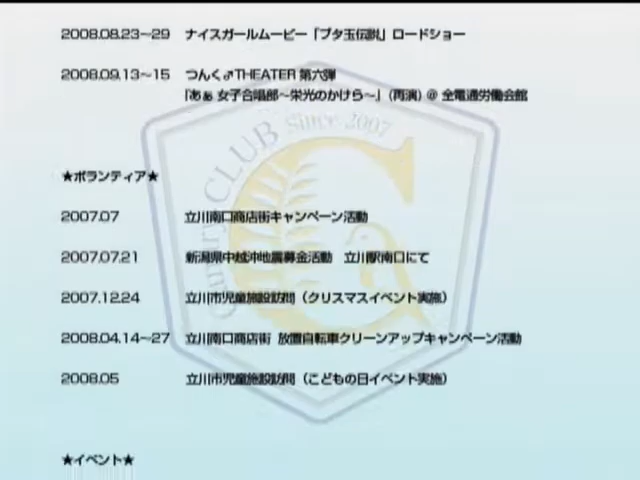 2008.08.23~29 ナイスガールムービー「ブタ玉伝説」ロードショー
2008.09.13~15 つんく♂THEATER 第六弾
「あぁ 女子合唱部~栄光のかけら~」(再演) @ 全電通労働会館
Since 2007
Canary CLUB
★ボランティア★
2007.07 立川南口商店街キャンペーン活動
2007.07.21 新潟県中越沖地震募金活動 立川駅南口にて
2007.12.24 立川市児童施設訪問(クリスマスイベント実施)
2008.04.14~27 立川南口商店街 放置自転車クリーンアップキャンペーン活動
2008.05 立川市児童施設訪問(こどもの日イベント実施)
★イベント★